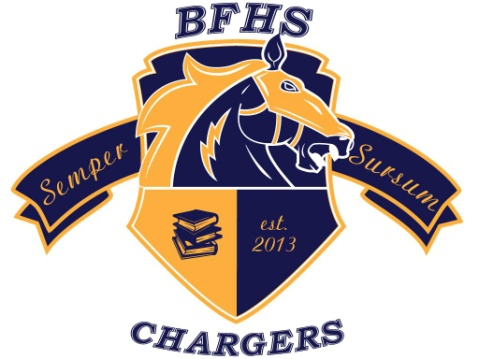 BFHS
Semper Sursum
est.
2013
CHARGERS